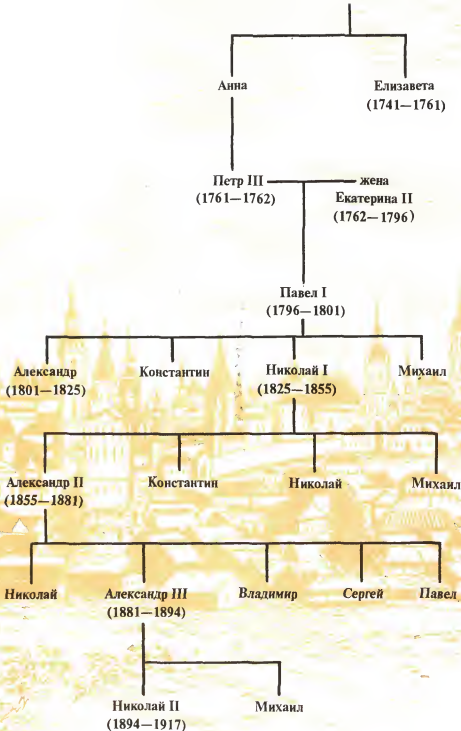 Анна
Елизавета
(1741—1761)
Петр III
(1761—1762)
жена
Екатерина II
(1762—1796)
Павел I
(1796—1801)
Александр
(1801—1825)
Константин
Николай I
(1825—1855)
Михаил
Александр II
(1855—1881)
Константин
Николай
Михаил
Николай
Александр III
(1881—1894)
Владимир
Сергей
Павел
Николай II
(1894—1917)
Михаил